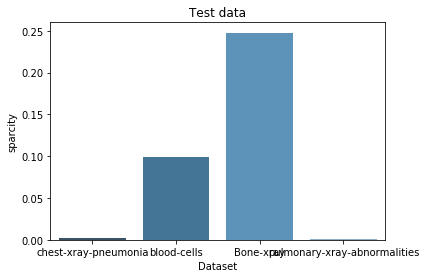 Test data
sparcity
0.25
0.20
0.15
0.10
0.05
0.00
chest-xray-pneumonia
blood-cells
Bone-xray
pulmonary-xray-abnormalities
Dataset